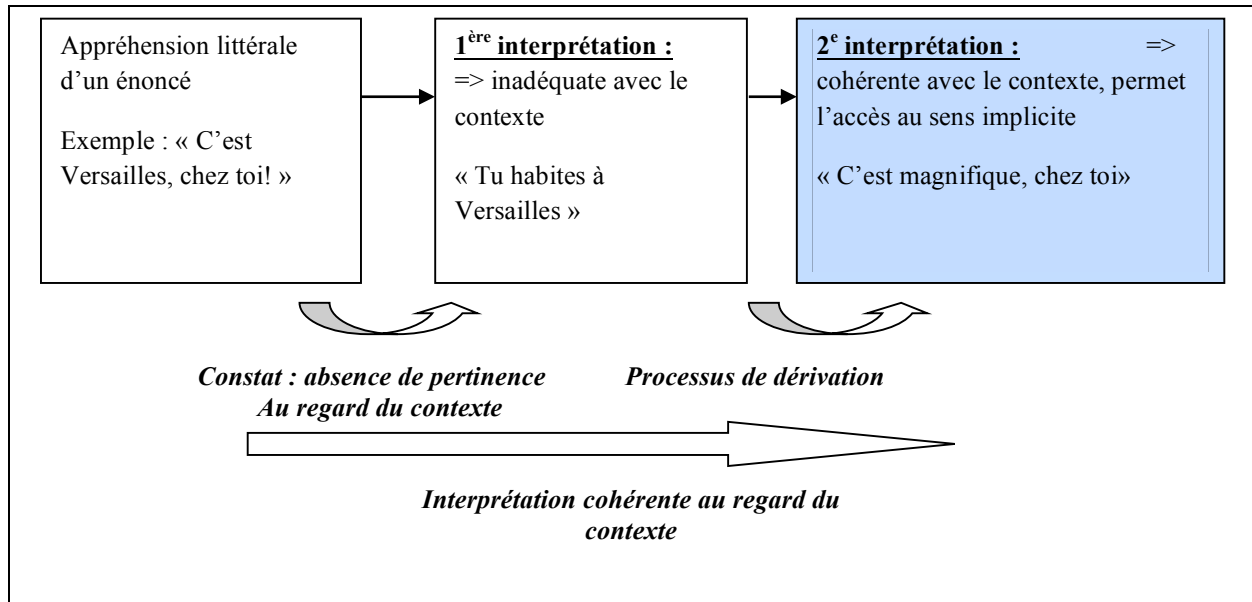 Appréhension littérale
d’un énoncé
Exemple : « C’est
Versailles, chez toi! »
1ère interprétation :
=> inadéquate avec le
contexte
« Tu habites à
Versailles »
2e interprétation : =>
cohérente avec le contexte, permet
l’accès au sens implicite
« C’est magnifique, chez toi»
Constat : absence de pertinence
Au regard du contexte
Processus de dérivation
Interprétation cohérente au regard du
contexte